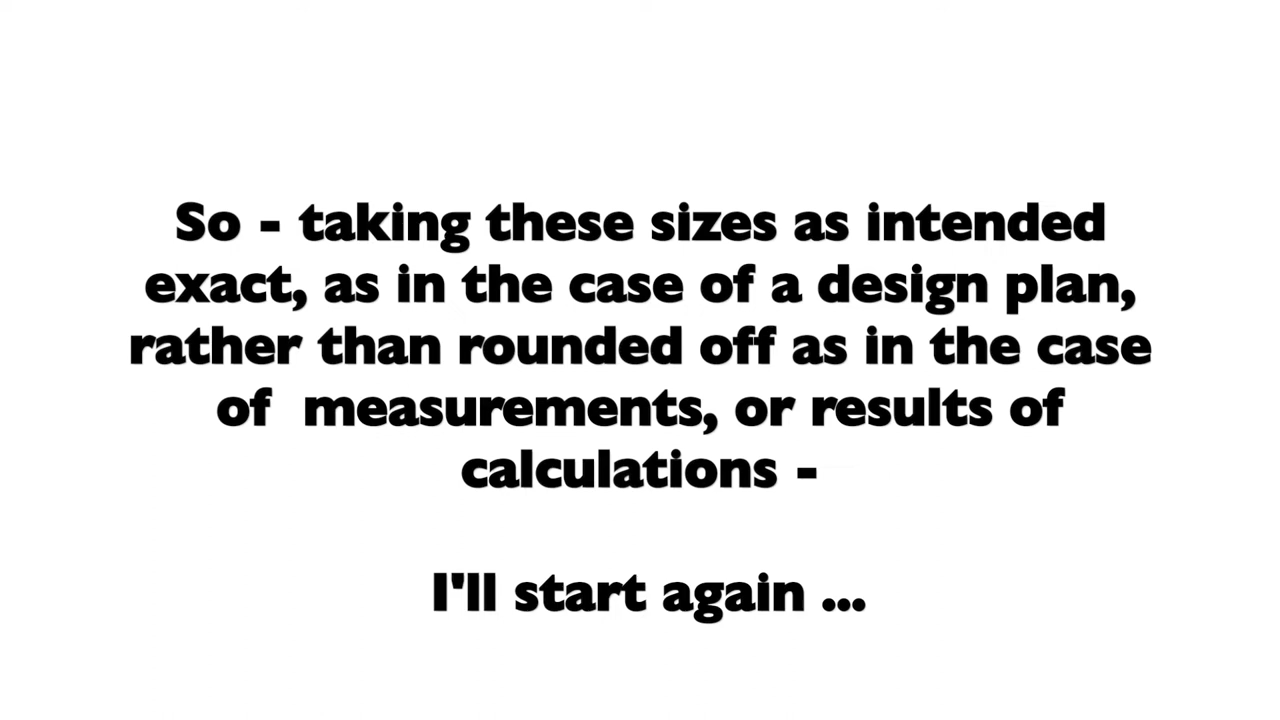 So - taking these sizes as intended
exact, as in the case of a design plan,
rather than rounded off as in the case
of  measurements, or results of
calculations -
I'll start again ...